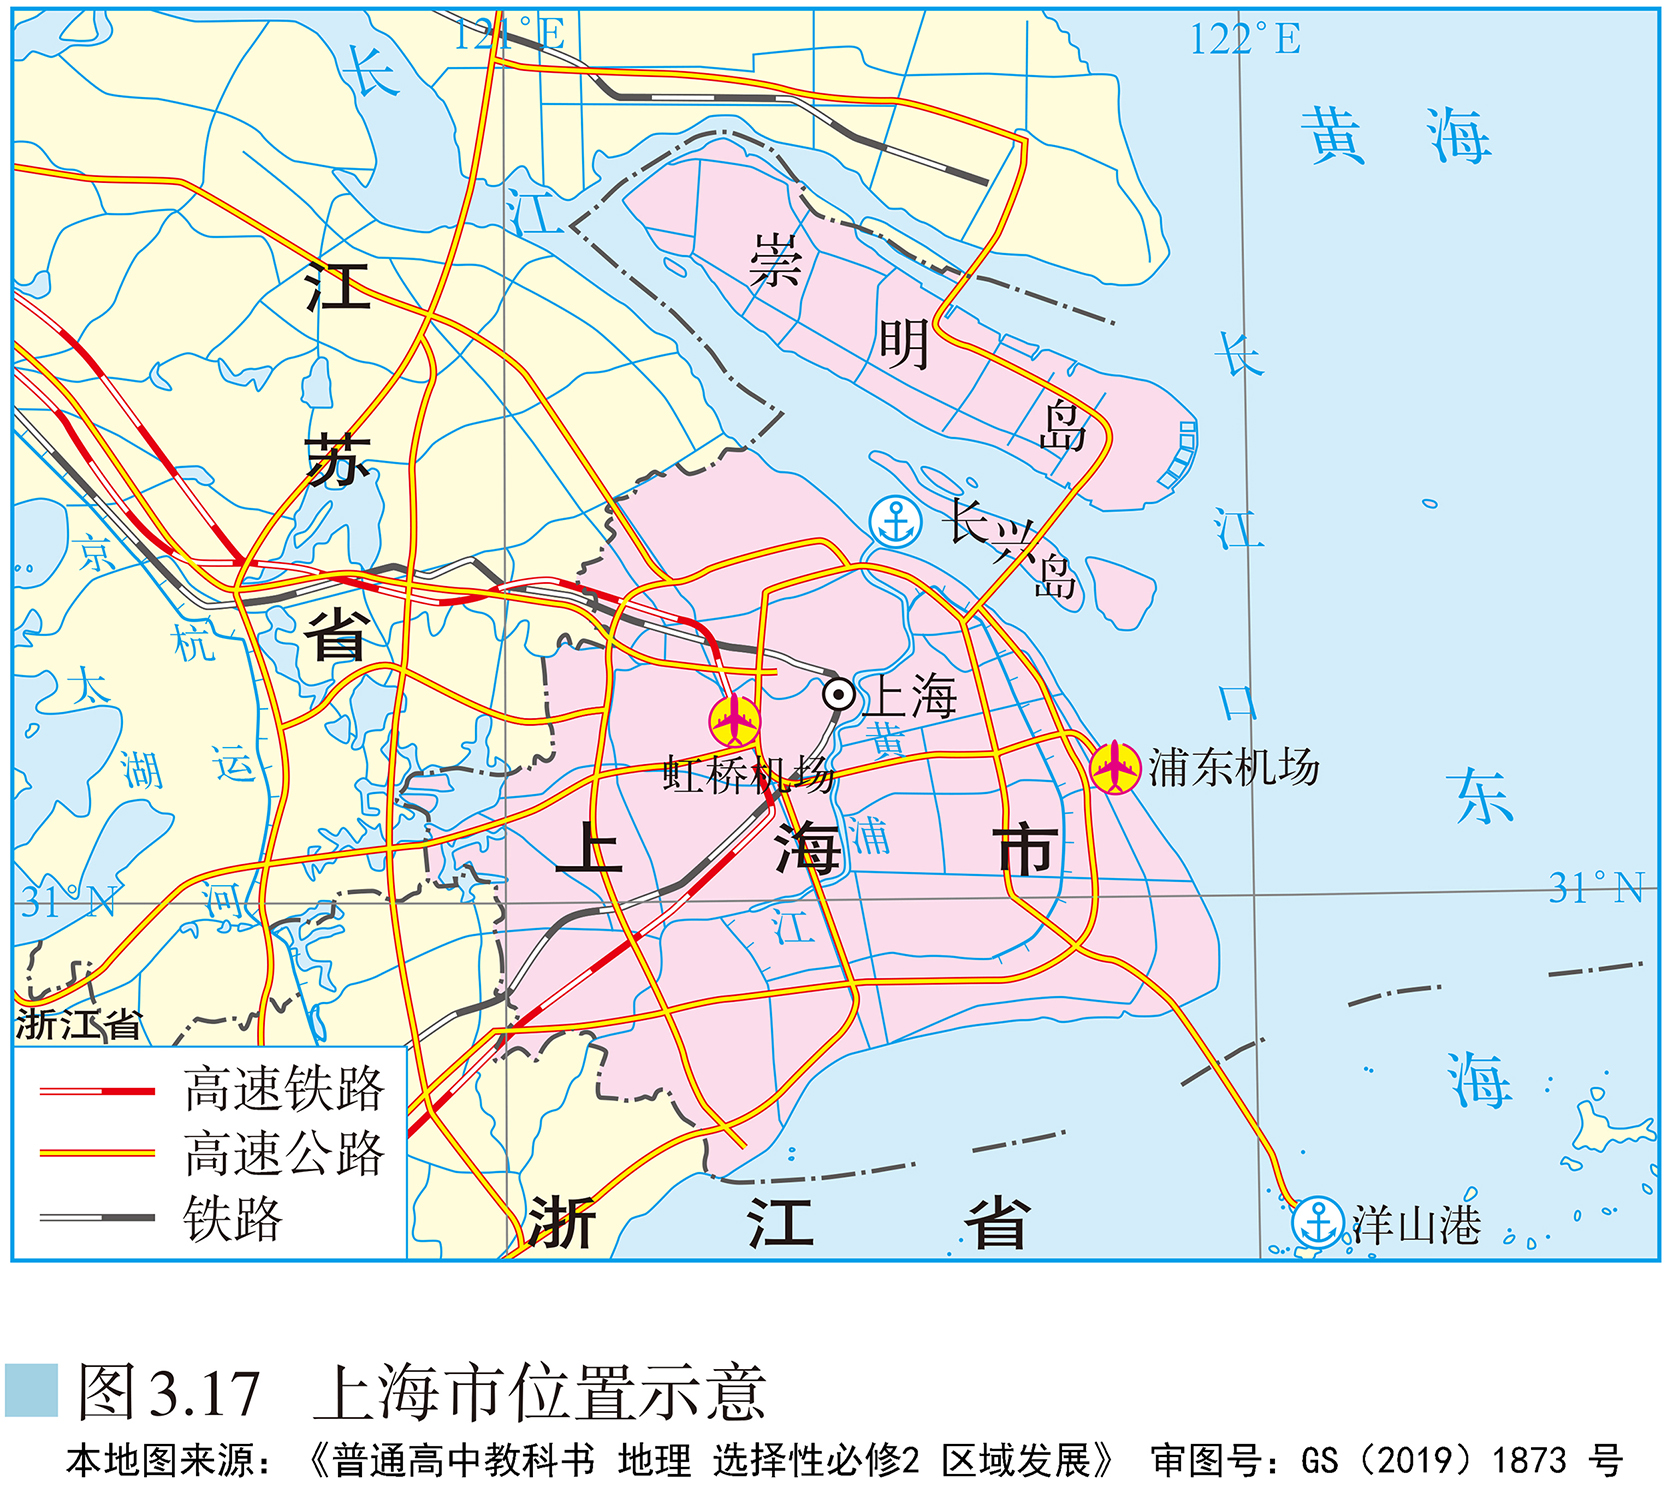 121°E
122°E
长
江
黄 海
崇
明
岛
江
苏
省
长
江
口
长兴岛
京
杭
运
河
太
湖
上海
黄
浦
江
虹桥机场
浦东机场
上 海 市
东
海
31°N
31°N
浙江省
高速铁路
高速公路
铁路
浙 江 省
洋山港
图3.17 上海市位置示意
本地图来源：《普通高中教科书 地理 选择性必修2 区域发展》 审图号：GS（2019）1873 号